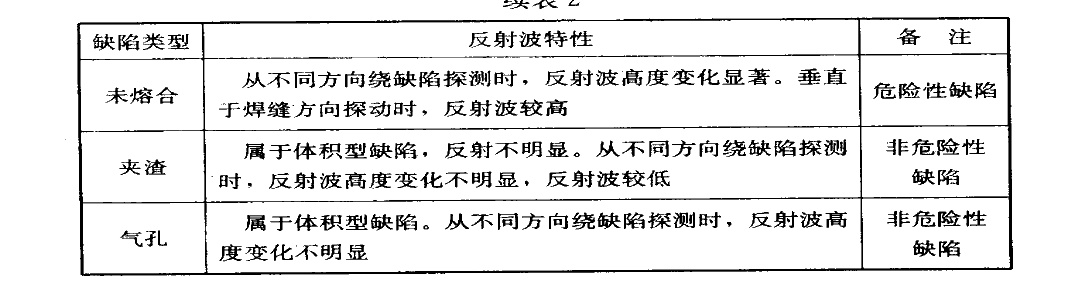 续表2
缺陷类型 反射波特性 备 注
未熔合
从不同方向绕缺陷探测时，反射波高度变化显著。垂直
于焊缝方向探动时，反射波较高
危险性缺陷
夹渣
属于体积型缺陷，反射不明显。从不同方向绕缺陷探测
时，反射波高度变化不明显，反射波较低
非危险性
缺陷
气孔
属于体积型缺陷。从不同方向绕缺陷探测时，反射波高
度变化不明显
非危险性
缺陷